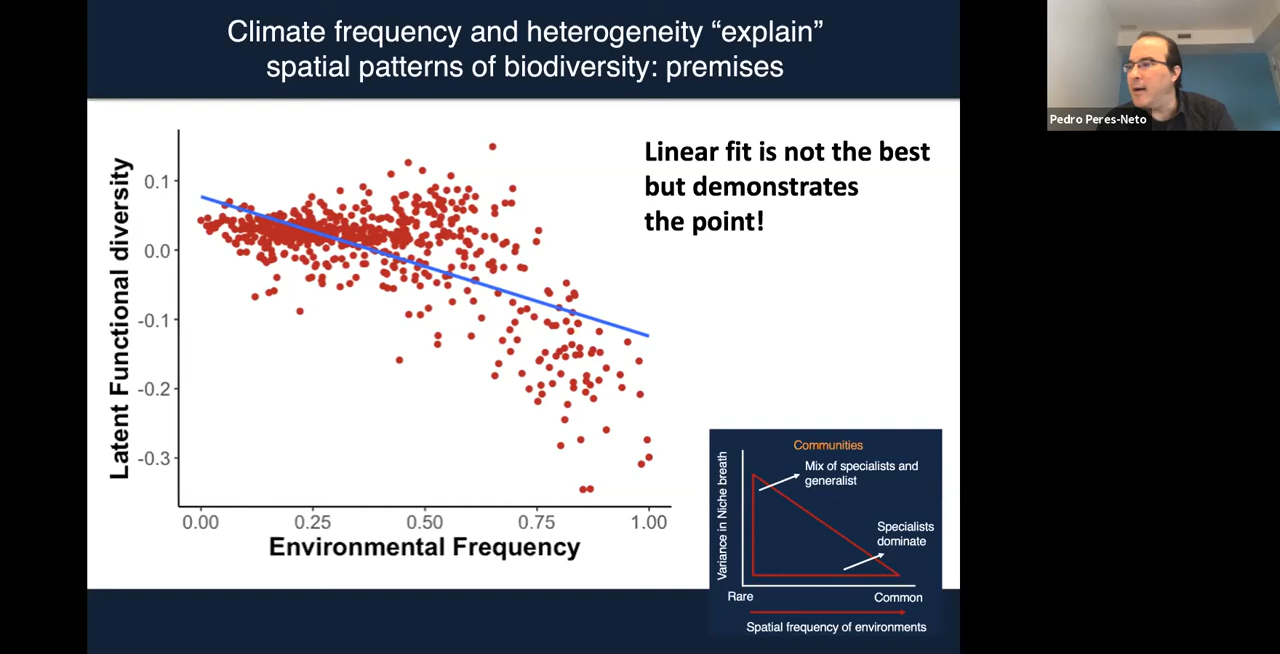 Climate frequency and heterogeneity “explain”
spatial patterns of biodiversity: premises
Pedro Peres-Neto
Linear fit is not the best
but demonstrates
the point!
Latent Functional diversity
0.1
0.0
-0.1
-0.2
-0.3
0.00 0.25 0.50 0.75 1.00
Environmental Frequency
Communities
Variance in Niche breath
Mix of specialists and
generalist
Specialists
dominate
Rare Common
Spatial frequency of environments